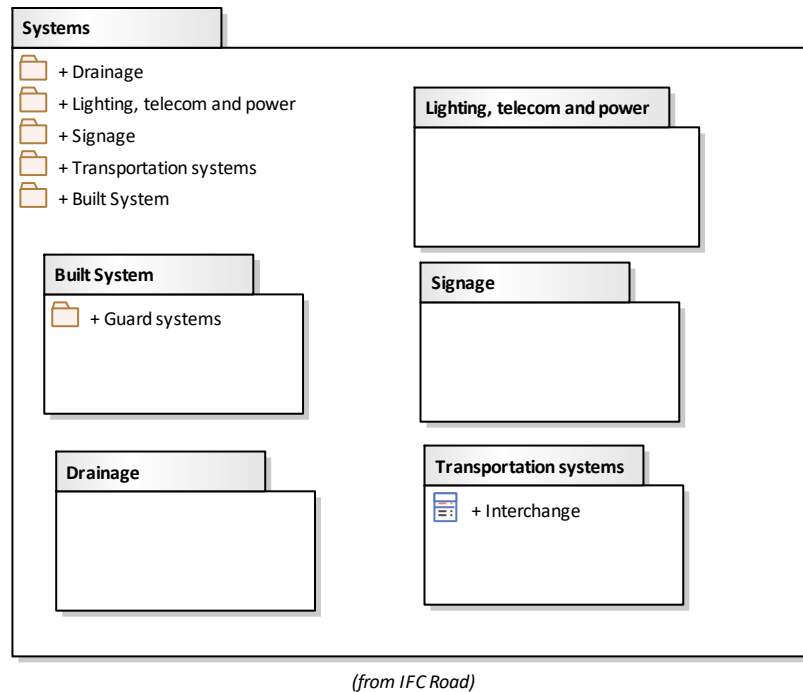 Systems
+ Drainage
+ Lighting, telecom and power
+ Signage
+ Transportation systems
+ Built System
Lighting, telecom and power
Built System
+ Guard systems
Signage
Drainage
Transportation systems
+ Interchange
(from IFC Road)